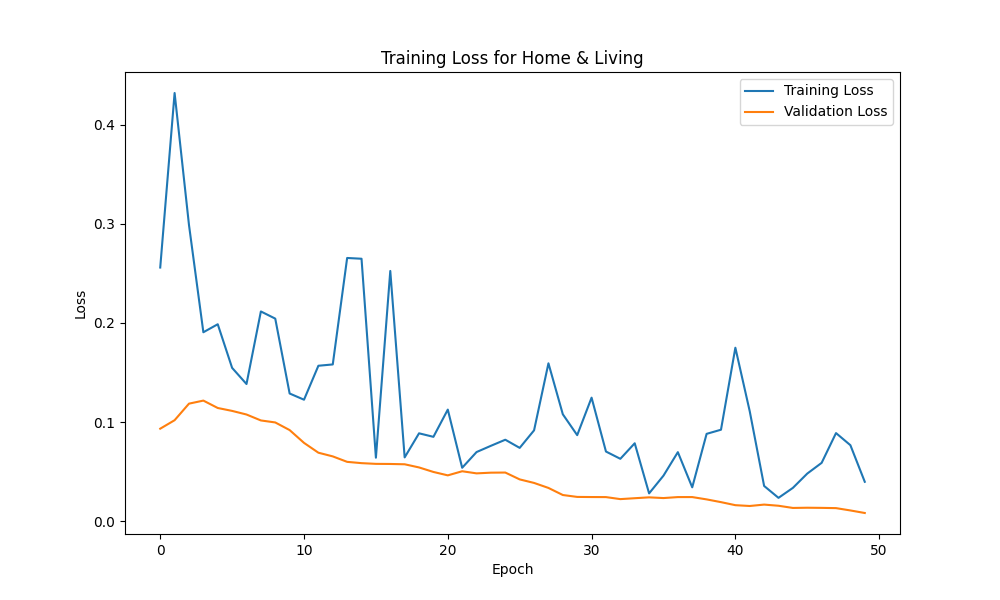 Training Loss for Home & Living
Training Loss
Validation Loss
Loss
0.4
0.3
0.2
0.1
0.0
0 10 20 30 40 50
Epoch